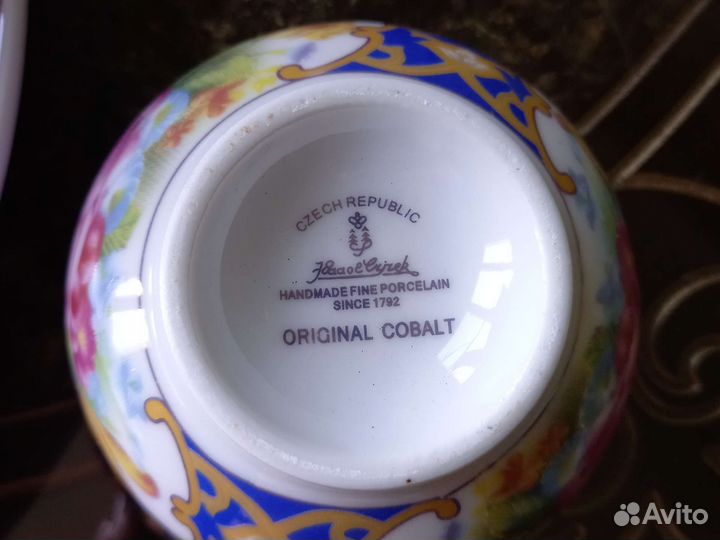 CZECH REPUBLIC
HANDMADE FINE PORCELAIN
SINCE 1792
ORIGINAL COBALT
Avito